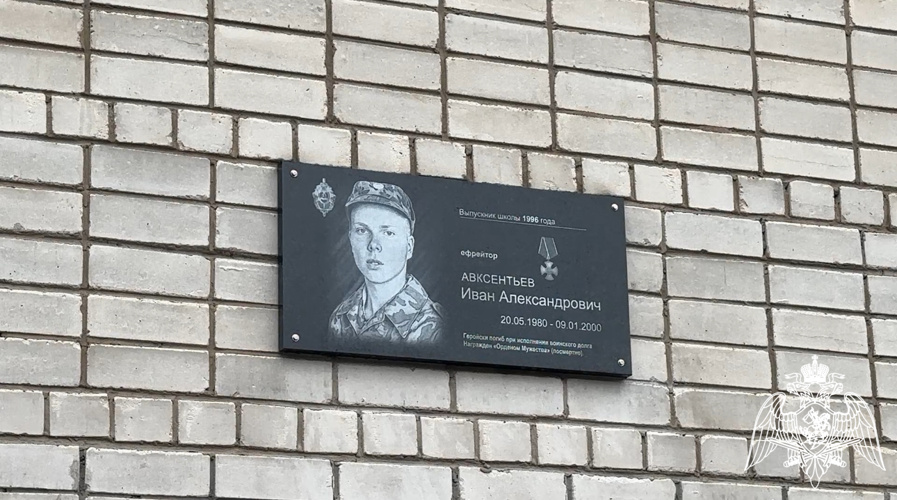 Выпускник школы 1996 года
ефрейтор
АВКСЕНТЬЕВ
Иван Александрович
20.05.1980 - 09.01.2000
Геройски погиб при исполнении воинского долга
Награжден «Орденом Мужества» (посмертно)